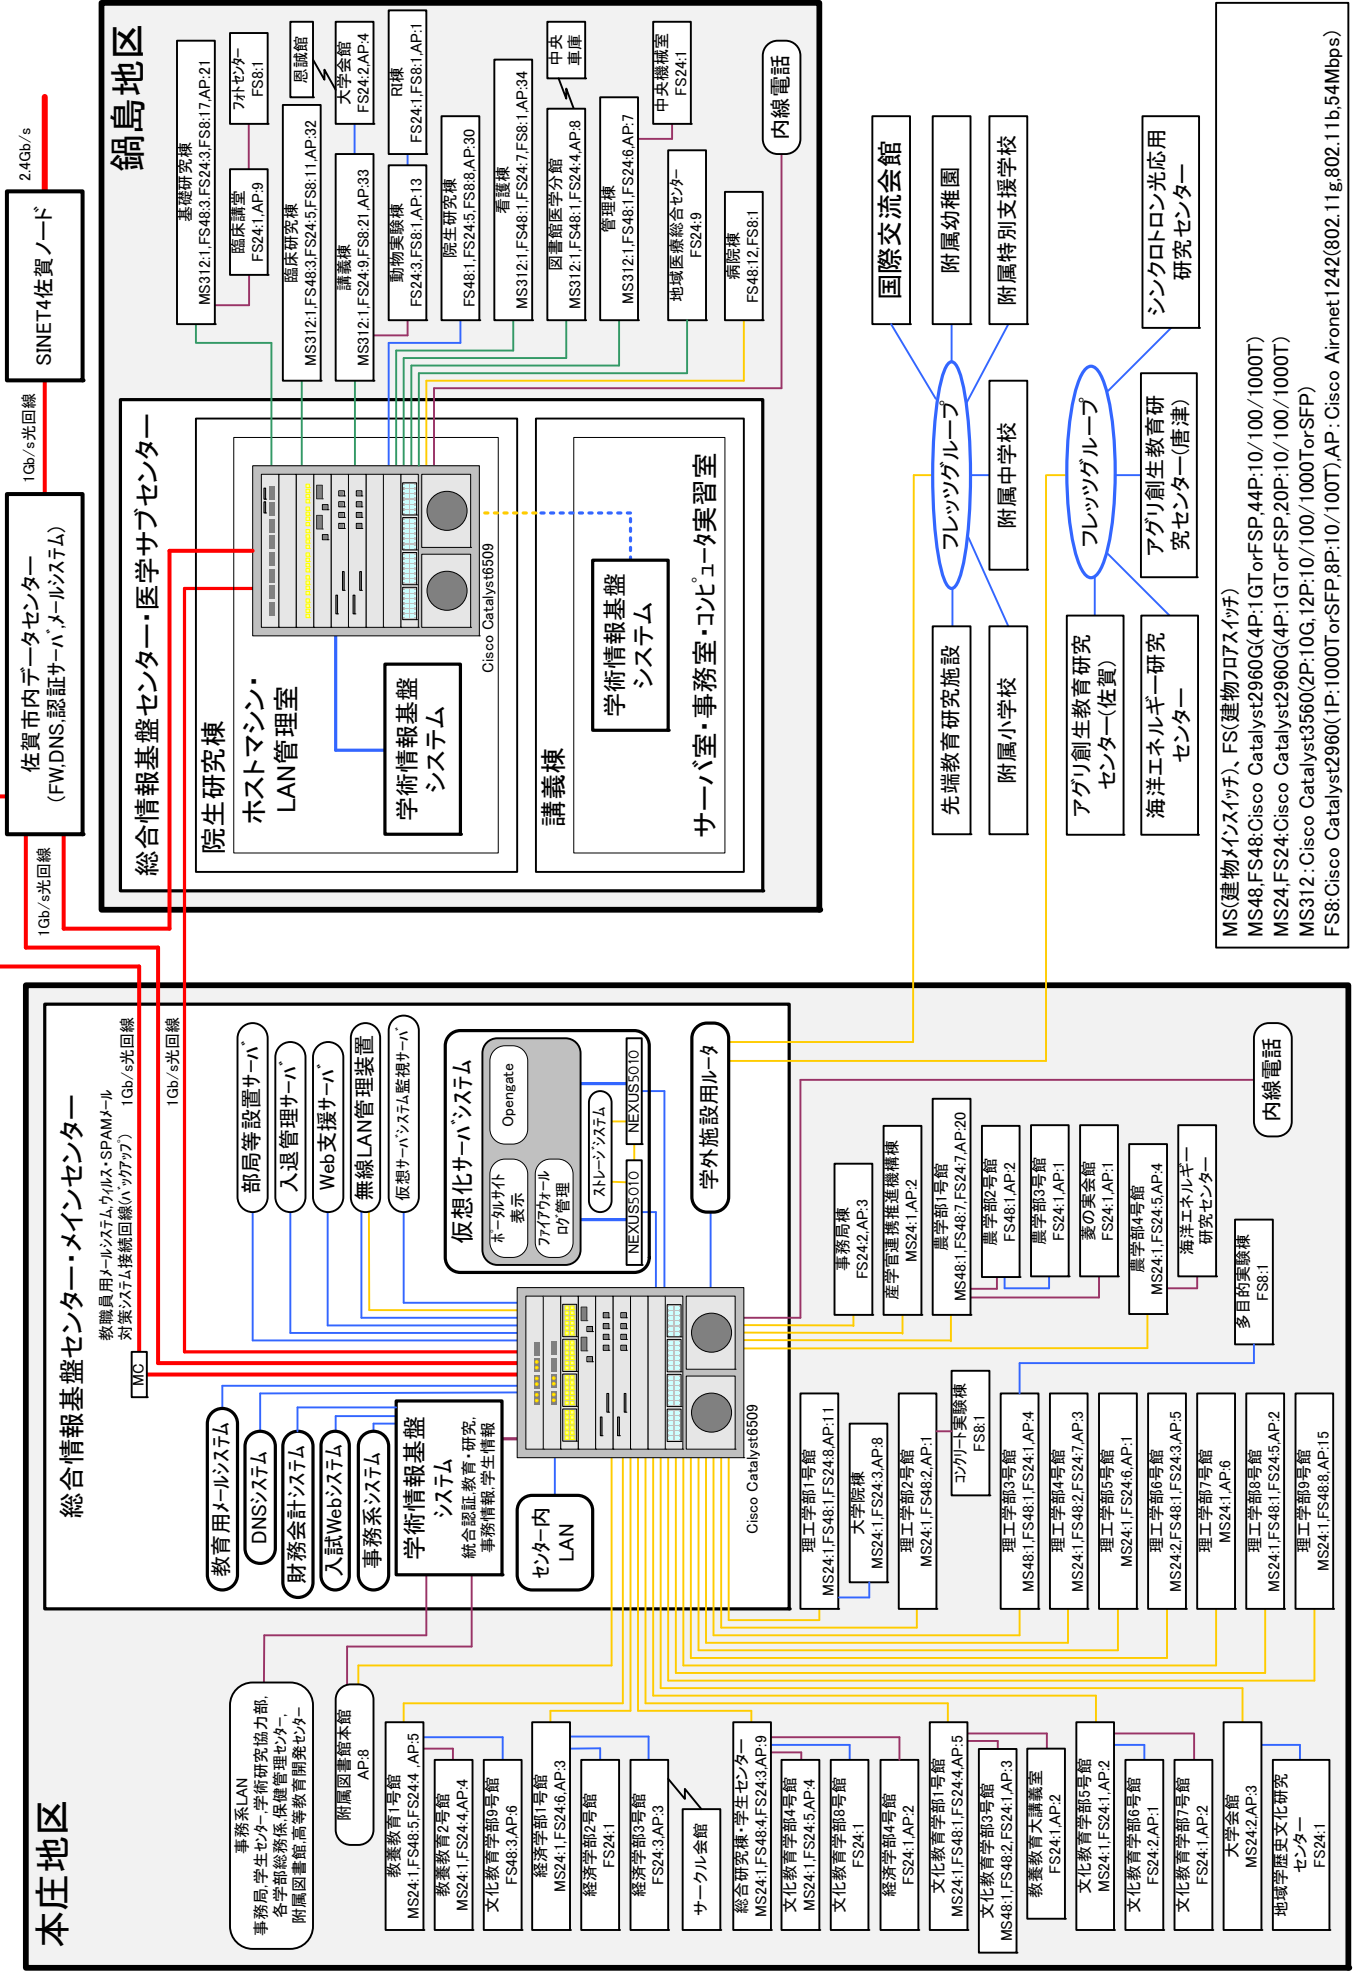 本庄地区
総合情報基盤センター・メインセンター
教職員用メールシステム,ウィルス・SPAMメール
対策システム接続回線(バックアップ)
1Gb/s光回線
1Gb/s光回線
1Gb/s光回線
MC
教育用メールシステム
DNSシステム
財務会計システム
入試Webシステム
事務系システム
学術情報基盤
システム
統合認証,教育・研究,
事務情報,学生情報
センター内
LAN
部局等設置サーバ
入退管理サーバ
Web支援サーバ
無線LAN管理装置
仮想サーバシステム監視サーバ
仮想化サーバシステム
ポータルサイト
表示
Opengate
ファイアウォール
ログ管理
ストレージシステム
NEXUS5010
NEXUS5010
学外施設用ルータ
Cisco Catalyst6509
事務系LAN
事務局,学生センター,学術研究協力部,
各学部総務係,保健管理センター,
附属図書館,高等教育開発センター
附属図書館本館
AP:8
教養教育1号館
MS24:1,FS48:5,FS24:4 ,AP:5
教養教育2号館
MS24:1,FS24:4,AP:4
文化教育学部9号館
FS48:3,AP:6
経済学部1号館
MS24:1,FS24:6,AP:3
経済学部2号館
FS24:1
経済学部3号館
FS24:3,AP:3
サークル会館
総合研究棟・学生センター
MS24:1,FS48:4,FS24:3,AP:9
文化教育学部4号館
MS24:1,FS24:5,AP:4
文化教育学部8号館
FS24:1
経済学部4号館
FS24:1,AP:2
文化教育学部1号館
MS24:1,FS48:1,FS24:4,AP:5
文化教育学部3号館
MS48:1,FS48:2,FS24:1,AP:3
教養教育大講義室
FS24:1,AP:2
文化教育学部5号館
MS24:1,FS24:1,AP:2
文化教育学部6号館
FS24:2,AP:1
文化教育学部7号館
FS24:1,AP:2
大学会館
MS24:2,AP:3
地域学歴史文化研究
センター
FS24:1
理工学部1号館
MS24:1,FS48:1,FS24:8,AP:11
大学院棟
MS24:1,FS24:3,AP:8
理工学部2号館
MS24:1,FS48:2,AP:1
コンクリート実験棟
FS8:1
理工学部3号館
MS48:1,FS48:1,FS24:1,AP:4
理工学部4号館
MS24:1,FS48:2,FS24:7,AP:3
理工学部5号館
MS24:1,FS24:6,AP:1
理工学部6号館
MS24:2,FS48:1,FS24:3,AP:5
理工学部7号館
MS24:1,AP:6
理工学部8号館
MS24:1,FS48:1,FS24:5,AP:2
理工学部9号館
MS24:1,FS48:8,AP:15
事務局棟
FS24:2,AP:3
産学官連携推進機構棟
MS24:1,AP:2
農学部1号館
MS48:1,FS48:7,FS24:7,AP:20
農学部2号館
FS48:1,AP:2
農学部3号館
FS24:1,AP:1
菱の実会館
FS24:1,AP:1
農学部4号館
MS24:1,FS24:5,AP:4
海洋エネルギー
研究センター
多目的実験棟
FS8:1
内線電話
佐賀市内データセンター
(FW,DNS,認証サーバ,メールシステム)
1Gb/s光回線
SINET4佐賀ノード
2.4Gb/s
鍋島地区
総合情報基盤センター・医学サブセンター
院生研究棟
ホストマシン・
LAN管理室
学術情報基盤
システム
Cisco Catalyst6509
講義棟
学術情報基盤
システム
サーバ室・事務室・コンピュータ実習室
基礎研究棟
MS312:1,FS48:3,FS24:3,FS8:17,AP:21
臨床講堂
FS24:1,AP:9
フォトセンター
FS8:1
臨床研究棟
MS312:1,FS48:3,FS24:5,FS8:11,AP:32
恩誠館
講義棟
MS312:1,FS24:9,FS8:21,AP:33
大学会館
FS24:2,AP:4
動物実験棟
FS24:3,FS8:1,AP:13
RI棟
FS24:1,FS8:1,AP:1
院生研究棟
FS48:1,FS24:5,FS8:8,AP:30
看護棟
MS312:1,FS48:1,FS24:7,FS8:1,AP:34
図書館医学分館
MS312:1,FS48:1,FS24:4,AP:8
中央
車庫
管理棟
MS312:1,FS48:1,FS24:6,AP:7
中央機械室
FS24:1
地域医療総合センター
FS24:9
病院棟
FS48:12,FS8:1
内線電話
フレッツグループ
国際交流会館
附属幼稚園
附属特別支援学校
附属中学校
先端教育研究施設
附属小学校
フレッツグループ
アグリ創生教育研究
センター(佐賀)
海洋エネルギー研究
センター
アグリ創生教育研
究センター(唐津)
シンクロトロン光応用
研究センター
MS(建物メインスイッチ)、FS(建物フロアスイッチ)
MS48,FS48:Cisco Catalyst2960G(4P:1GTorFSP,44P:10/100/1000T)
MS24,FS24:Cisco Catalyst2960G(4P:1GTorFSP,20P:10/100/1000T)
MS312 : Cisco Catalyst3560(2P:10G,12P:10/100/1000TorSFP)
FS8:Cisco Catalyst2960(1P:1000TorSFP,8P:10/100T),AP : Cisco Aironet1242(802.11g,802.11b,54Mbps)